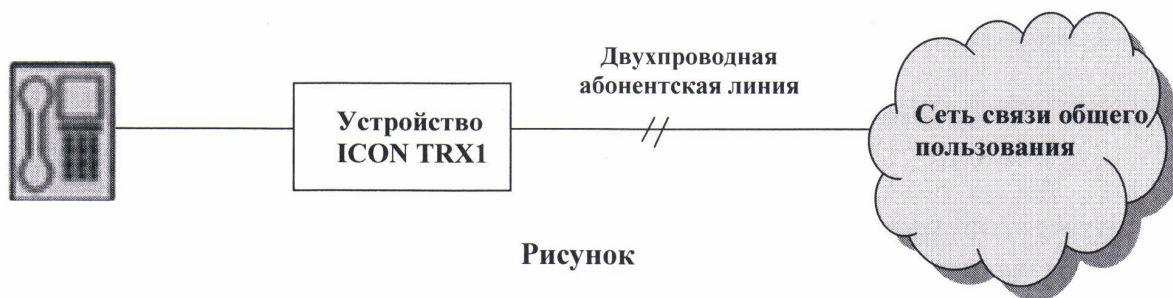 Двухпроводная
абонентская линия
Устройство
ICON TRX1
Сеть связи общего
пользования
Рисунок